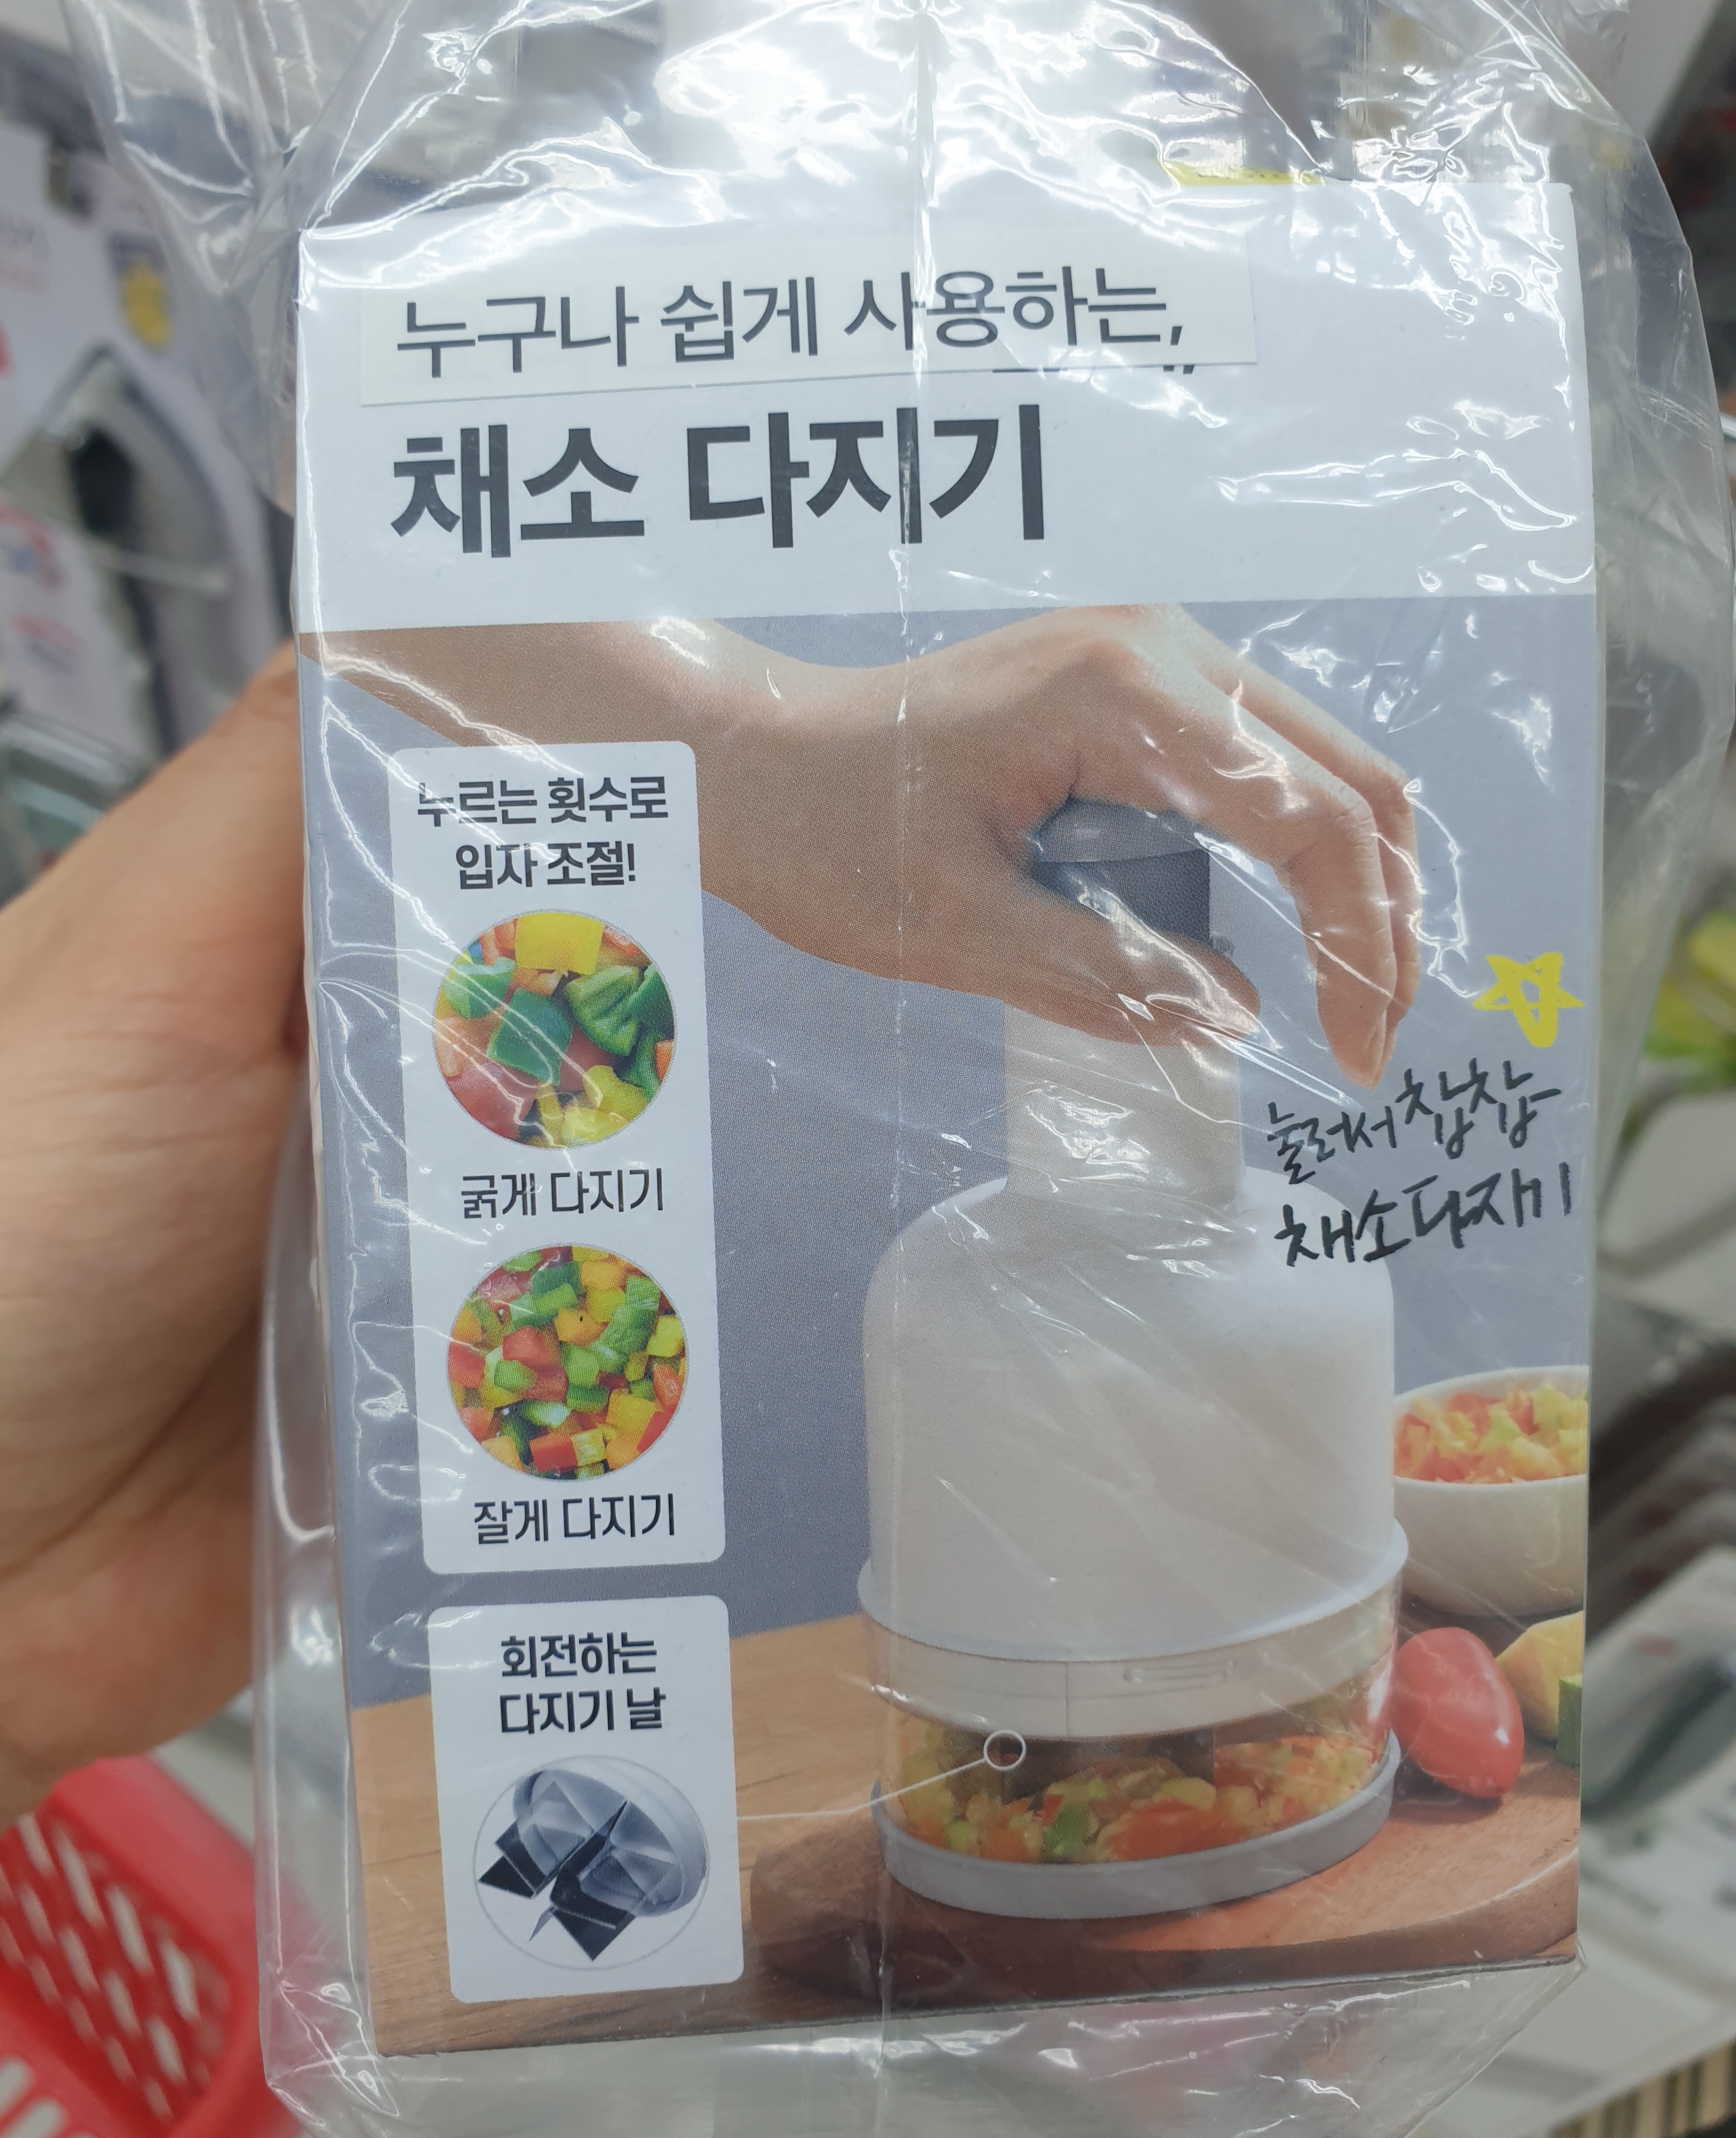 누구나 쉽게 사용하는,
채소 다지기
누르는 횟수로
입자 조절!
굵게 다지기
잘게 다지기
회전하는
다지기 날
눌러서 찹찹
채소다지기